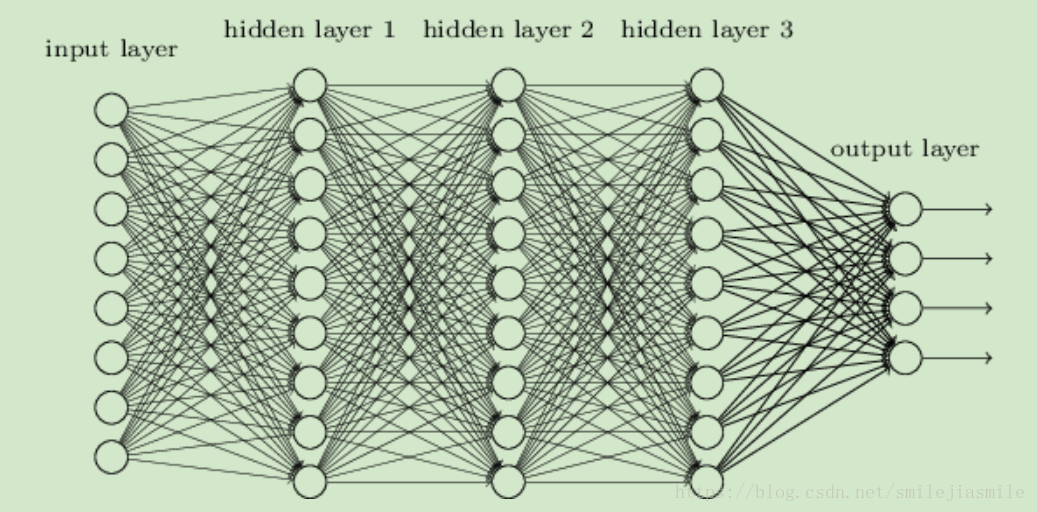 input layer
hidden layer 1
hidden layer 2
hidden layer 3
output layer
https://blog.csdn.net/smilejiasmile